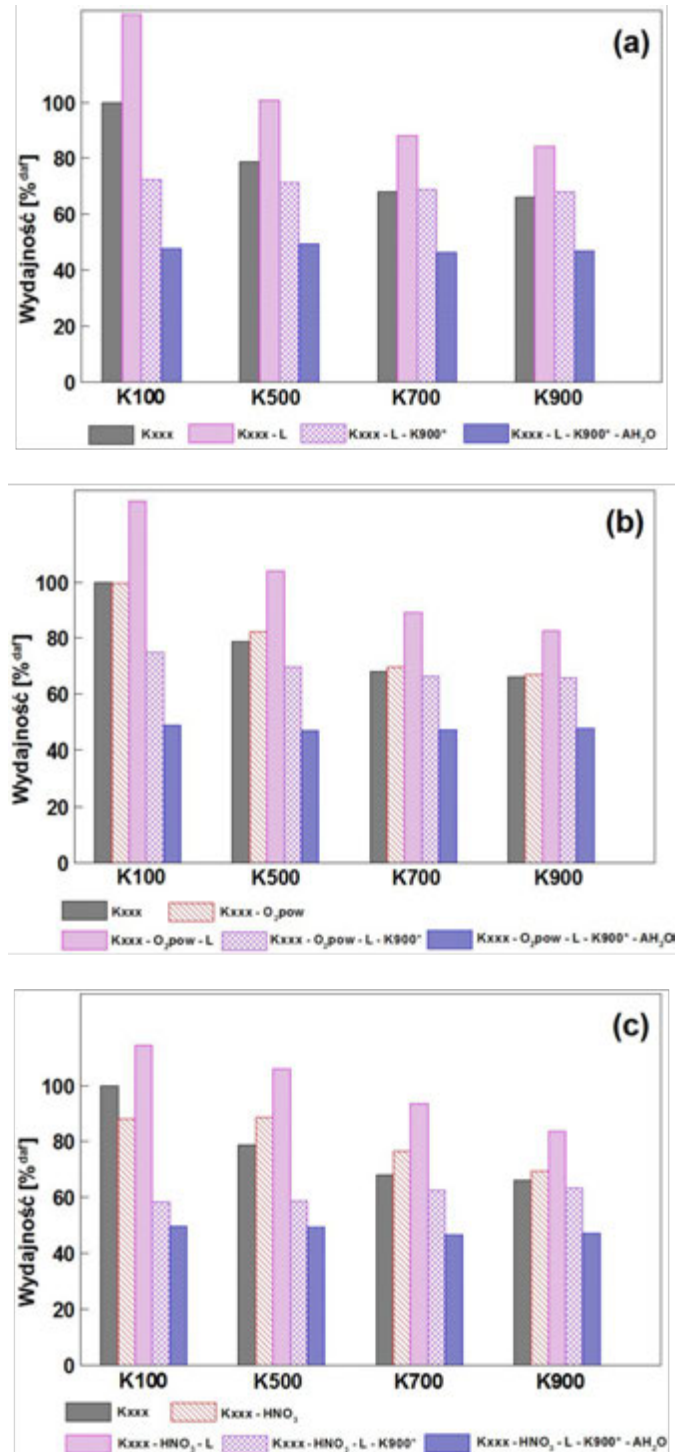 (a)
Wydajność [%daf]
100
80
60
40
20
0
K100 K500 K700 K900
Kxxx Kxxx - L Kxxx - L - K900* Kxxx - L - K900* - AH₂O
(b)
Wydajność [%daf]
100
80
60
40
20
0
K100 K500 K700 K900
Kxxx Kxxx - O₂pow
Kxxx - O₂pow - L Kxxx - O₂pow - L - K900* Kxxx - O₂pow - L - K900* - AH₂O
(c)
Wydajność [%daf]
100
80
60
40
20
0
K100 K500 K700 K900
Kxxx Kxxx - HNO₃
Kxxx - HNO₃ - L Kxxx - HNO₃ - L - K900* Kxxx - HNO₃ - L - K900* - AH₂O